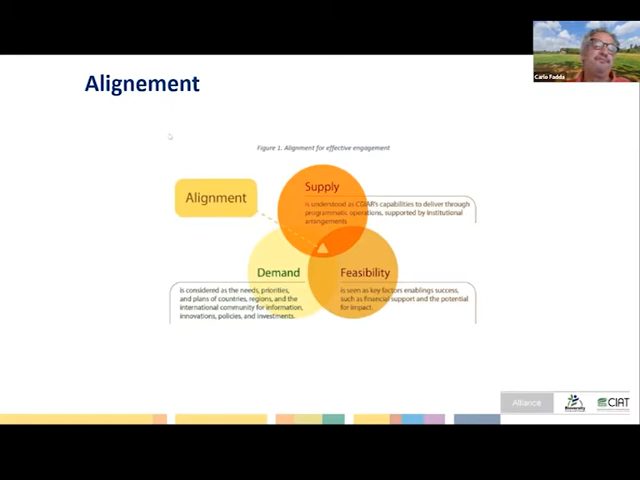 Carlo Fadda
Alignement
Figure 1. Alignment for effective engagement
Alignment
Supply
is understood as CGIAR's capabilities to deliver through
programmatic operations, supported by institutional
arrangements
Demand
is considered as the needs, priorities,
and plans of countries, regions, and the
international community for information,
innovations, policies, and investments.
Feasibility
is seen as key factors enablings success,
such as financial support and the potential
for impact.
Alliance
Bioversity
CIAT